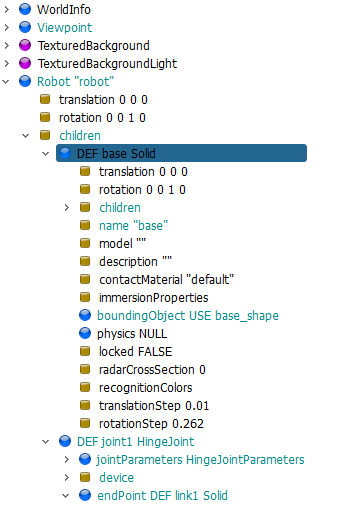 WorldInfo
Viewpoint
TexturedBackground
TexturedBackgroundLight
Robot "robot"
translation 0 0 0
rotation 0 0 1 0
children
DEF base Solid
translation 0 0 0
rotation 0 0 1 0
children
name "base"
model ""
description ""
contactMaterial "default"
immersionProperties
boundingObject USE base_shape
physics NULL
locked FALSE
radarCrossSection 0
recognitionColors
translationStep 0.01
rotationStep 0.262
DEF joint1 HingeJoint
jointParameters HingeJointParameters
device
endPoint DEF link1 Solid